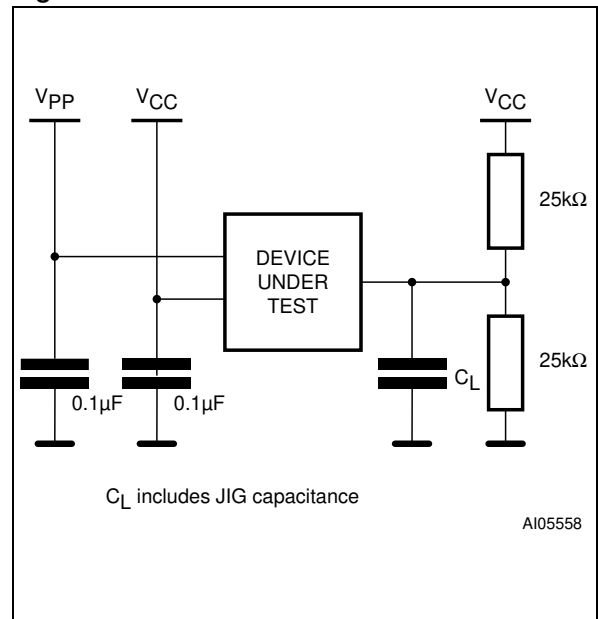 VPP
VCC
VCC
25kΩ
DEVICE
UNDER
TEST
25kΩ
CL
0.1µF
0.1µF
CL includes JIG capacitance
AI05558